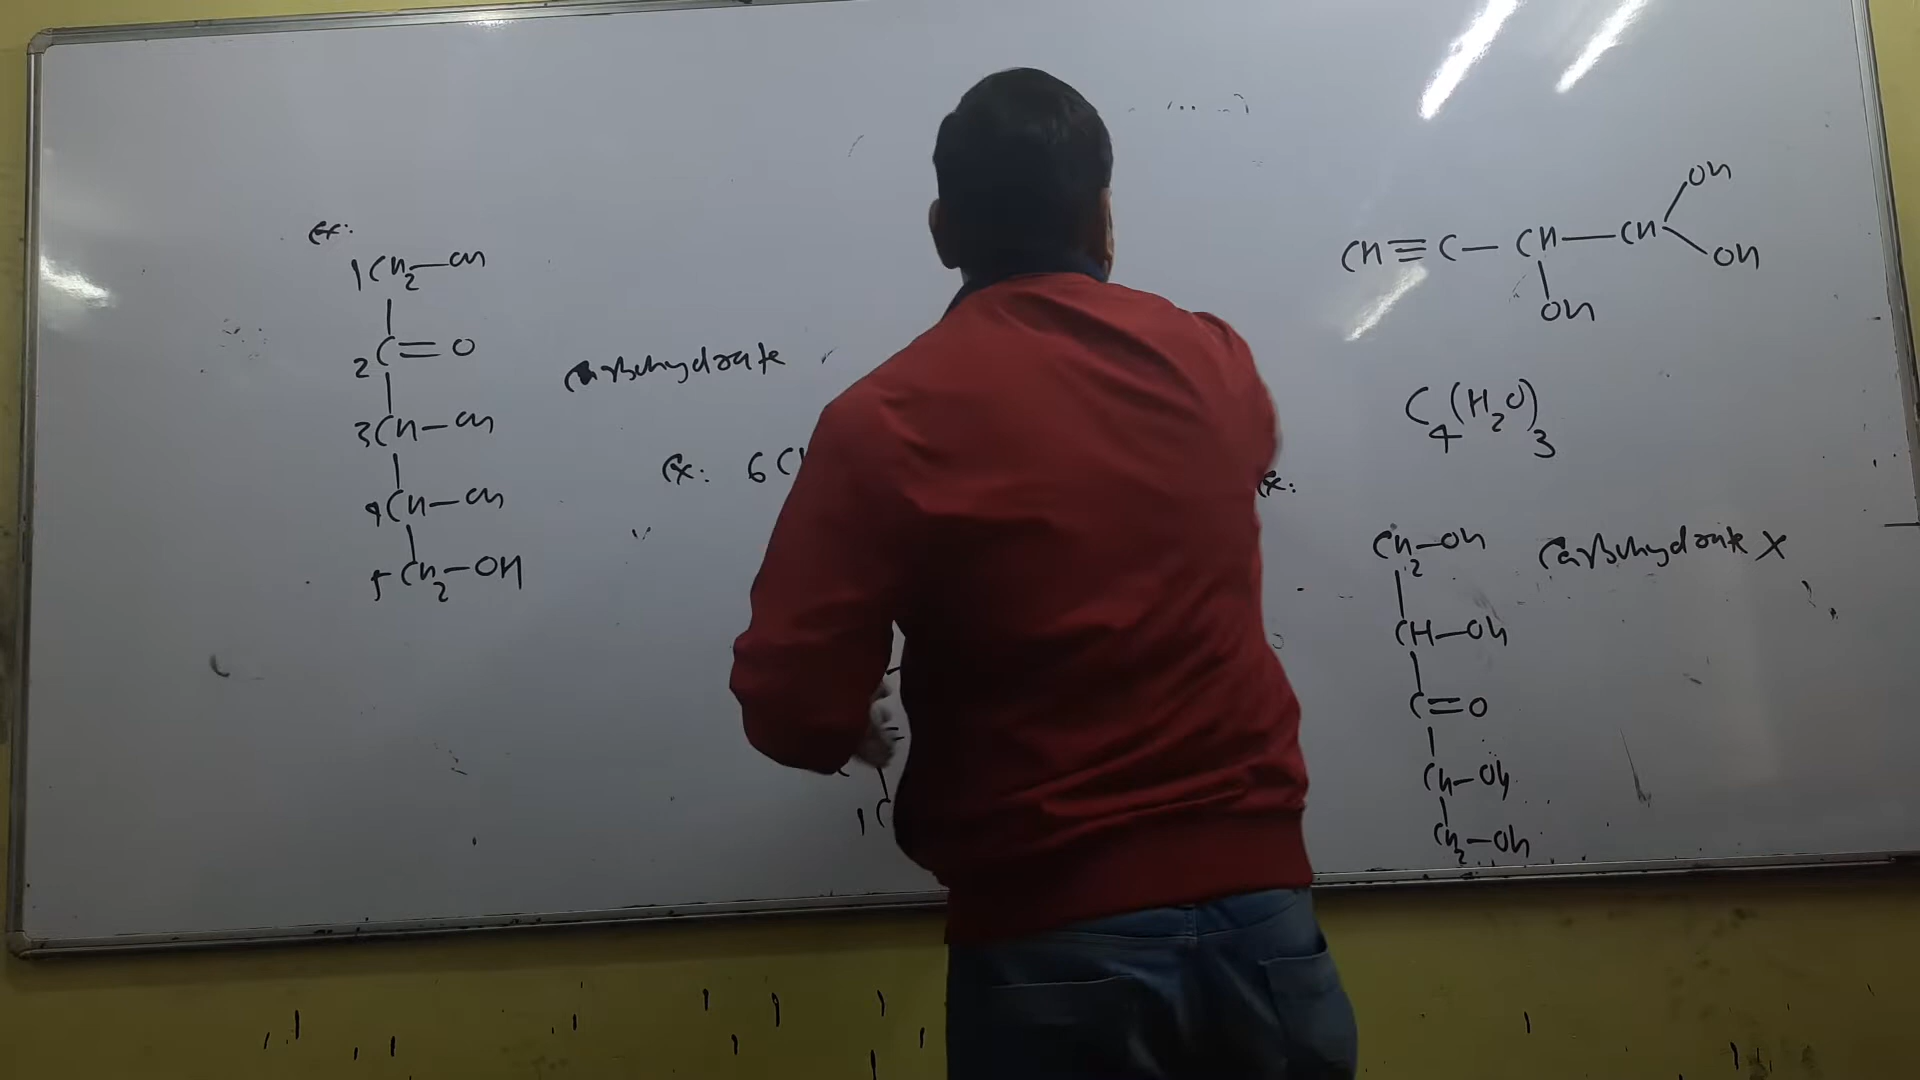 Ex:
1CH2—OH
2C=O
3CH—OH
4CH—OH
5CH2—OH
Carbohydrate
Ex: 6C
1C
CH≡C—CH—CH
OH
OH
OH
C4(H2O)3
Ex:
CH2—OH
CH—OH
C=O
CH—OH
CH2—OH
Carbohydrate X